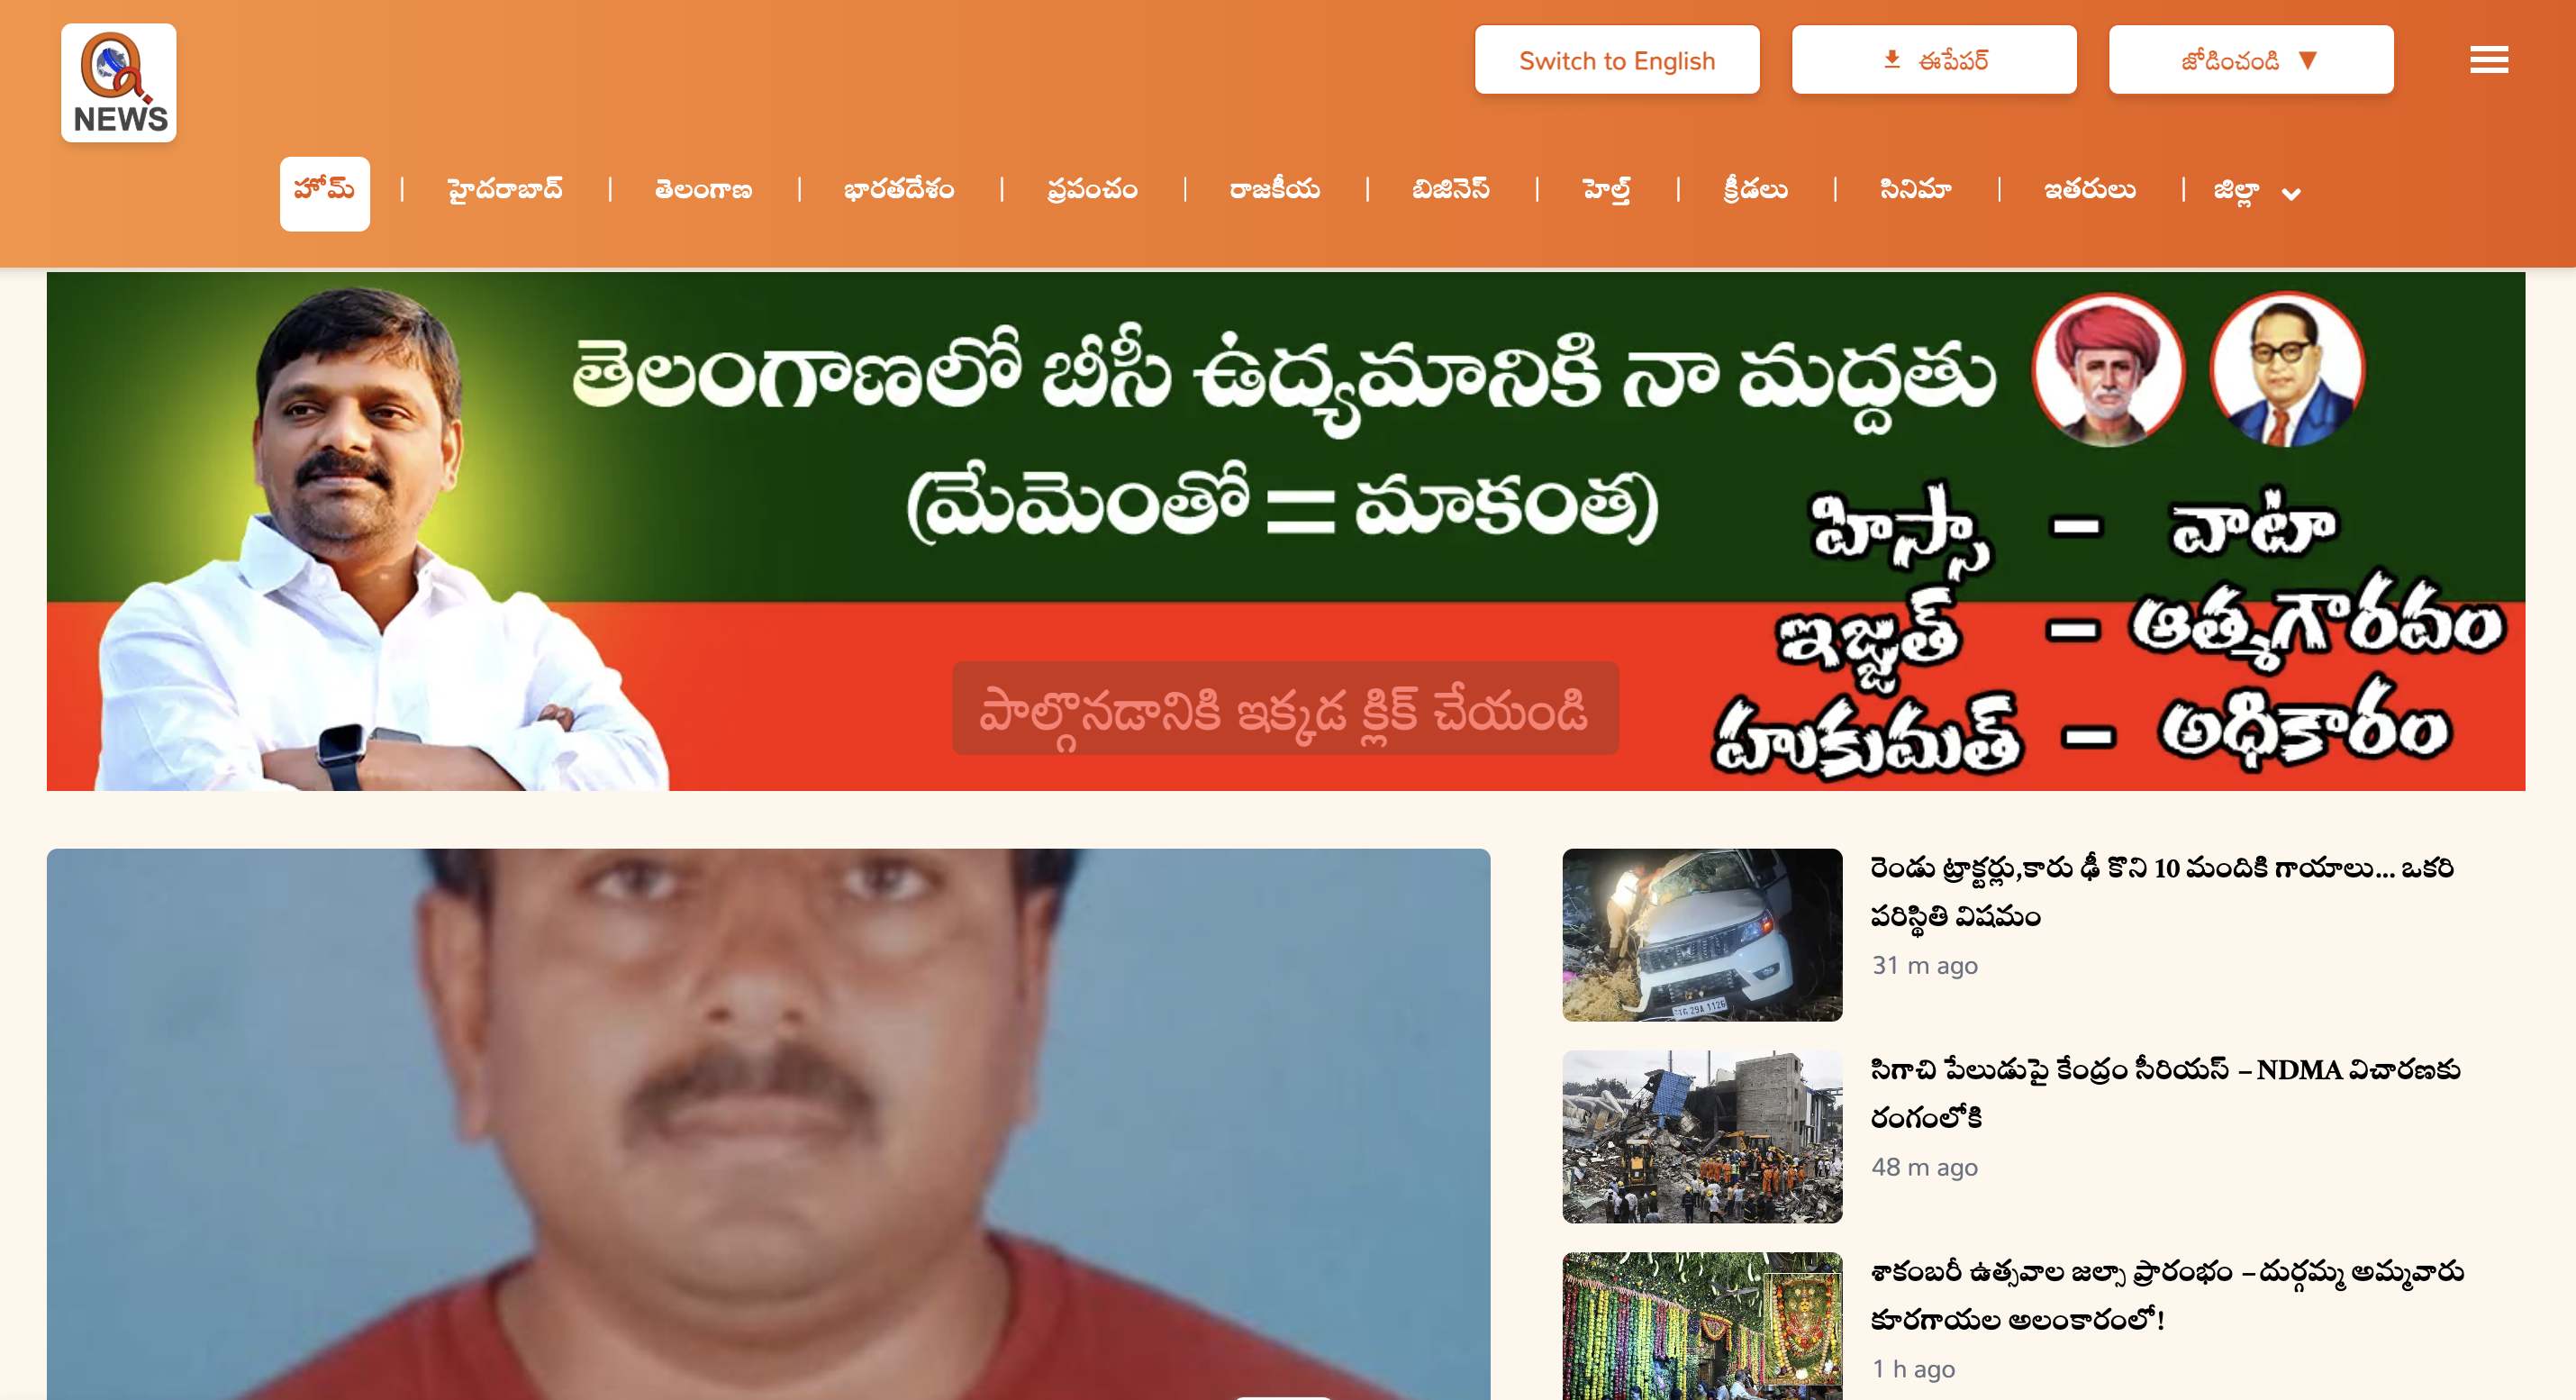 Q
NEWS
Switch to English
ఈపేపర్
జోడించండి ▼
హోమ్ | హైదరాబాద్ | తెలంగాణ | భారతదేశం | ప్రపంచం | రాజకీయ | బిజినెస్ | హెల్త్ | క్రీడలు | సినిమా | ఇతరులు | జిల్లా
తెలంగాణలో బీసీ ఉద్యమానికి నా మద్దతు
(మేమెంతో = మాకంత)
హిస్సా – వాటా
ఇజ్జత్ – ఆత్మగౌరవం
హుకుమత్ – అధికారం
పాల్గొనడానికి ఇక్కడ క్లిక్ చేయండి
రెండు ట్రాక్టర్లు,కారు ఢీ కొని 10 మందికి గాయాలు... ఒకరి
పరిస్థితి విషమం
31 m ago
సిగాచి పేలుడుపై కేంద్రం సీరియస్ – NDMA విచారణకు
రంగంలోకి
48 m ago
శాకంబరీ ఉత్సవాల జల్సా ప్రారంభం – దుర్గమ్మ అమ్మవారు
కూరగాయల అలంకారంలో!
1 h ago